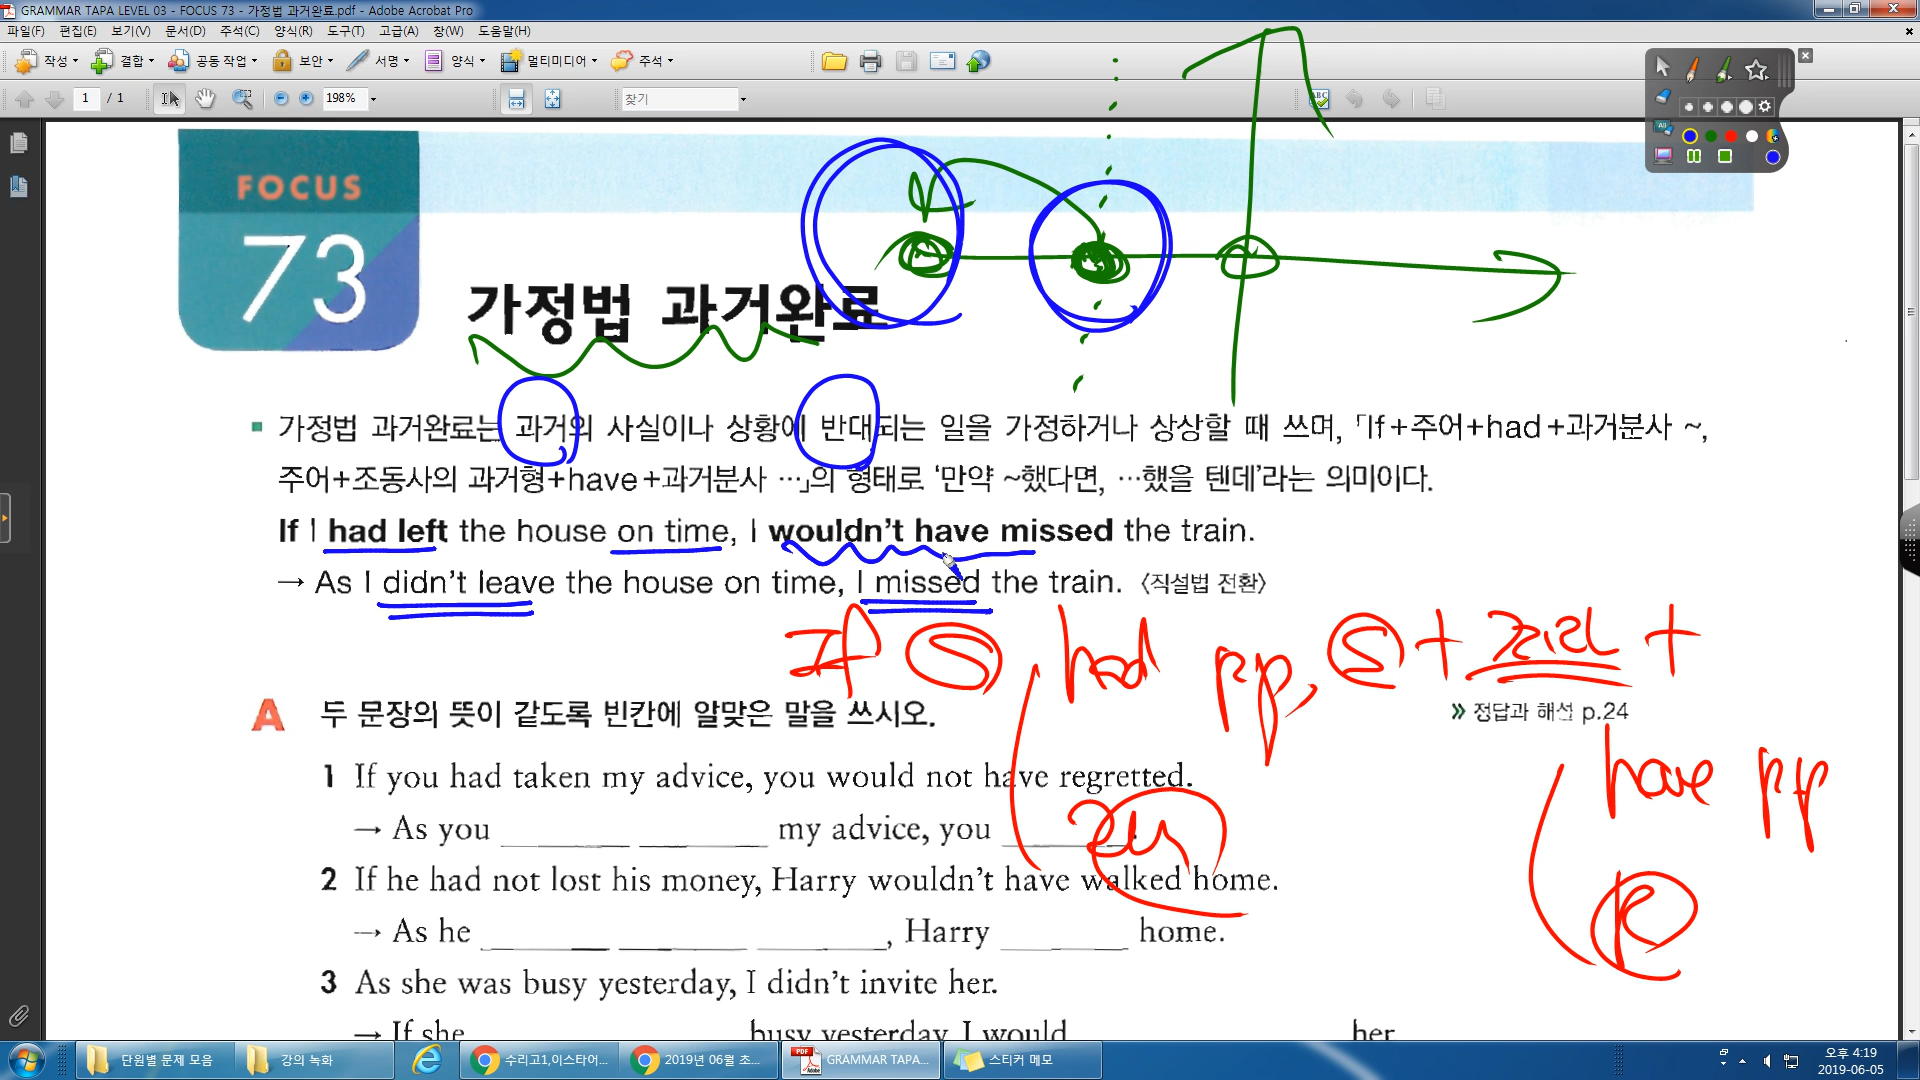 GRAMMAR TAPA LEVEL 03 - FOCUS 73 - 가정법 과거완료.pdf - Adobe Acrobat Pro
파일(F) 편집(E) 보기(V) 문서(D) 주석(C) 양식(R) 도구(T) 고급(A) 창(W) 도움말(H)
작성 결합 공동 작업 보안 서명 양식 멀티미디어 주석
1 / 1 198% 찾기
FOCUS
73
가정법 과거완료
가정법 과거완료는 과거의 사실이나 상황에 반대되는 일을 가정하거나 상상할 때 쓰며, 「If+주어+had+과거분사 ~,
주어+조동사의 과거형+have+과거분사 …」의 형태로 ‘만약 ~했다면, …했을 텐데’라는 의미이다.
If I had left the house on time, I wouldn’t have missed the train.
→ As I didn’t leave the house on time, I missed the train. 〈직설법 전환〉
If S had pp, S + +
have pp
A 두 문장의 뜻이 같도록 빈칸에 알맞은 말을 쓰시오.
» 정답과 해설 p.24
1 If you had taken my advice, you would not have regretted.
→ As you ________ ________ my advice, you ________.
2 If he had not lost his money, Harry wouldn’t have walked home.
→ As he ________ ________ ________, Harry ________ home.
3 As she was busy yesterday, I didn’t invite her.
→ If she ________ busy yesterday, I would ________ her
단원별 문제 모음 강의 녹화 수리고1,이스타어... 2019년 06월 초... GRAMMAR TAPA... 스티커 메모
오후 4:19
2019-06-05